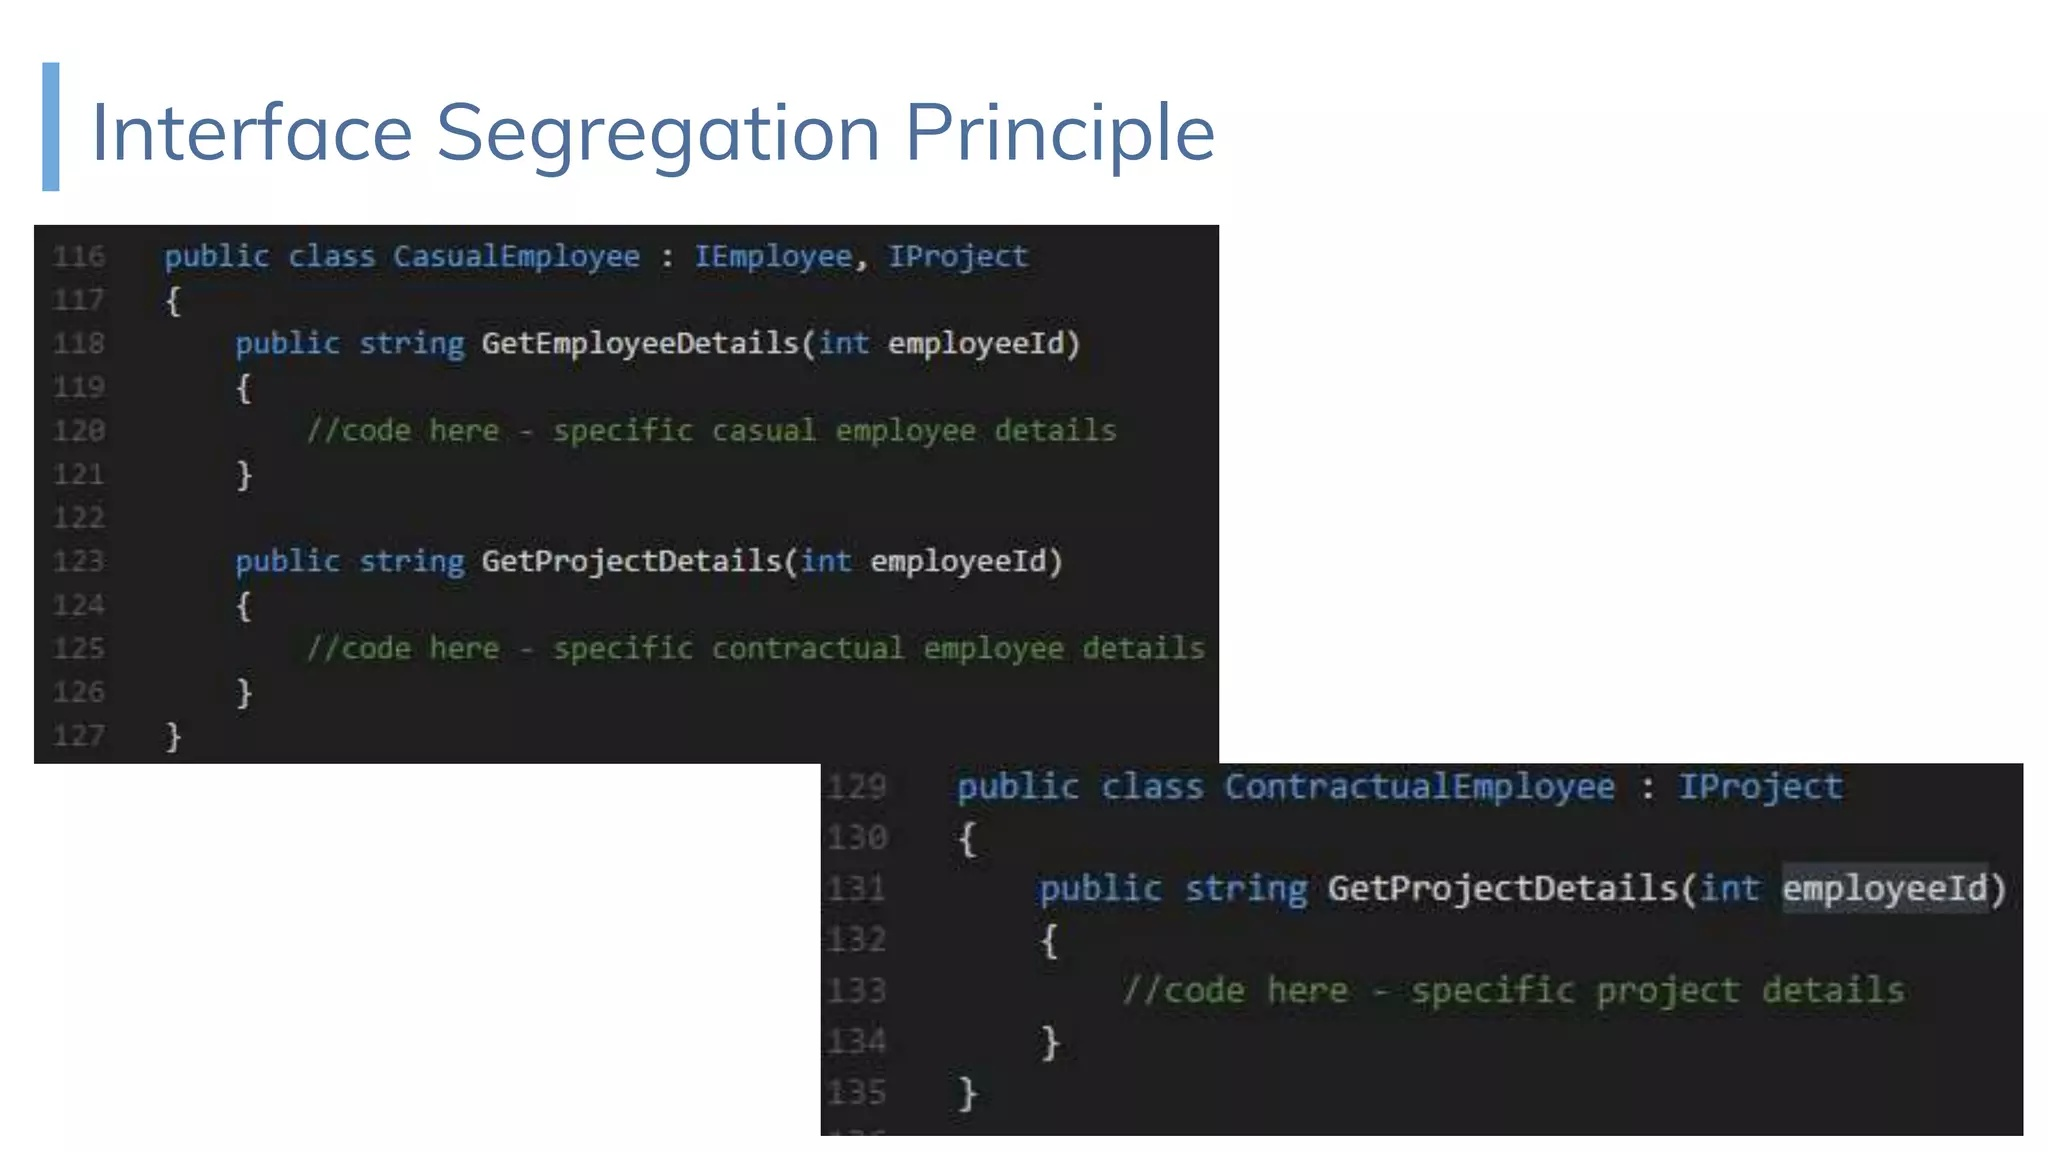 Interface Segregation Principle
116 public class CasualEmployee : IEmployee, IProject
117 {
118 public string GetEmployeeDetails(int employeeId)
119 {
120 //code here - specific casual employee details
121 }
122
123 public string GetProjectDetails(int employeeId)
124 {
125 //code here - specific contractual employee details
126 }
127 }
129 public class ContractualEmployee : IProject
130 {
131 public string GetProjectDetails(int employeeId)
132 {
133 //code here - specific project details
134 }
135 }